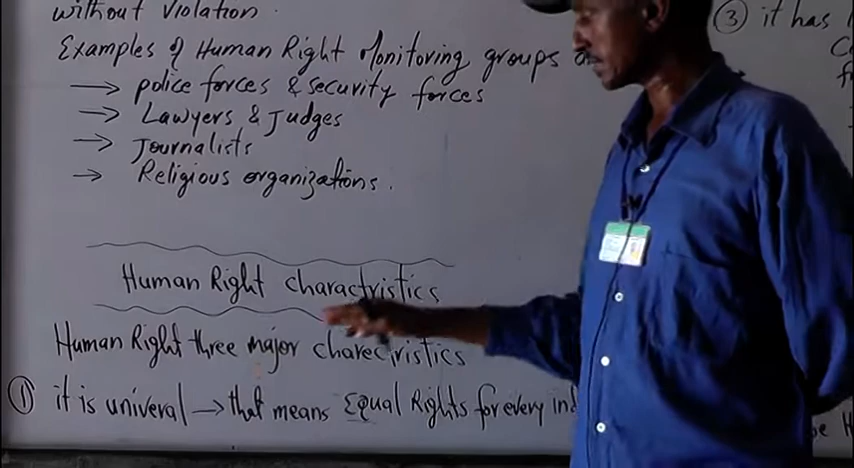 without Violation.
Examples of Human Right Monitoring groups
→ police forces & security forces
→ Lawyers & Judges
→ Journalists
→ Religious organizations.
Human Right charactristics
Human Right three major charectristics
① it is univeral → that means Equal Rights for every
③ it has